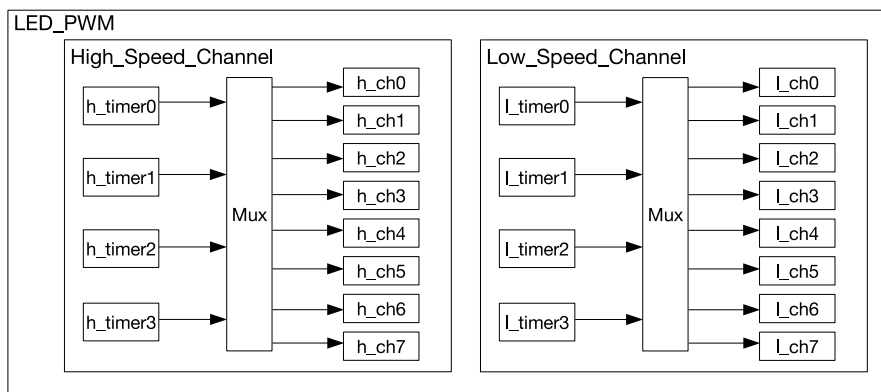 LED_PWM
High_Speed_Channel
h_timer0
h_timer1
h_timer2
h_timer3
Mux
h_ch0
h_ch1
h_ch2
h_ch3
h_ch4
h_ch5
h_ch6
h_ch7
Low_Speed_Channel
l_timer0
l_timer1
l_timer2
l_timer3
Mux
l_ch0
l_ch1
l_ch2
l_ch3
l_ch4
l_ch5
l_ch6
l_ch7